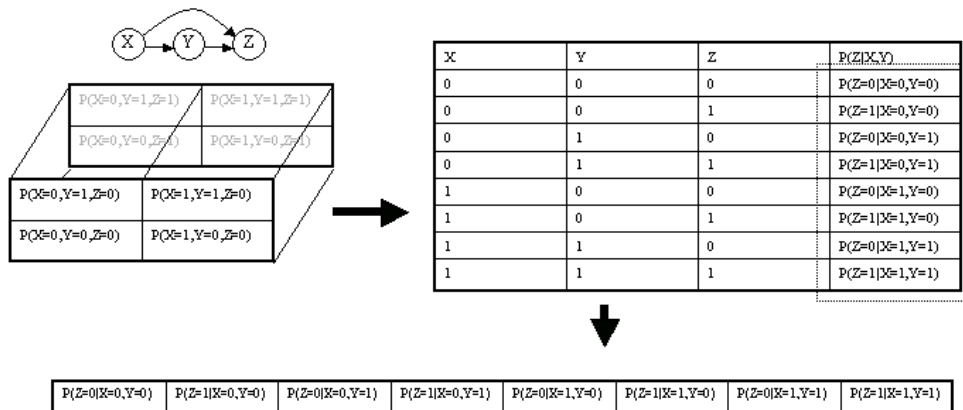 X Y Z
P(X=0,Y=1,Z=1) P(X=1,Y=1,Z=1)
P(X=0,Y=0,Z=1) P(X=1,Y=0,Z=1)
P(X=0,Y=1,Z=0) P(X=1,Y=1,Z=0)
P(X=0,Y=0,Z=0) P(X=1,Y=0,Z=0)
X Y Z P(Z|X,Y)
0 0 0 P(Z=0|X=0,Y=0)
0 0 1 P(Z=1|X=0,Y=0)
0 1 0 P(Z=0|X=0,Y=1)
0 1 1 P(Z=1|X=0,Y=1)
1 0 0 P(Z=0|X=1,Y=0)
1 0 1 P(Z=1|X=1,Y=0)
1 1 0 P(Z=0|X=1,Y=1)
1 1 1 P(Z=1|X=1,Y=1)
P(Z=0|X=0,Y=0) P(Z=1|X=0,Y=0) P(Z=0|X=0,Y=1) P(Z=1|X=0,Y=1) P(Z=0|X=1,Y=0) P(Z=1|X=1,Y=0) P(Z=0|X=1,Y=1) P(Z=1|X=1,Y=1)